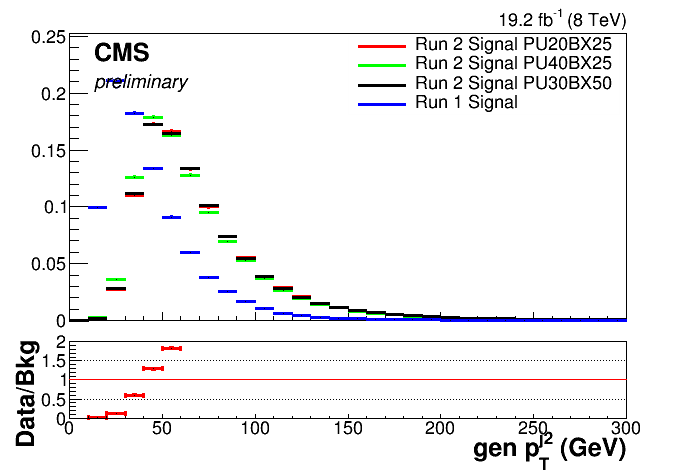 19.2 fb⁻¹ (8 TeV)
0.25
CMS
preliminary
Run 2 Signal PU20BX25
Run 2 Signal PU40BX25
Run 2 Signal PU30BX50
Run 1 Signal
0.2
0.15
0.1
0.05
0
Data/Bkg
2
1.5
1
0.5
0
0 50 100 150 200 250 300
gen p_T^j2 (GeV)